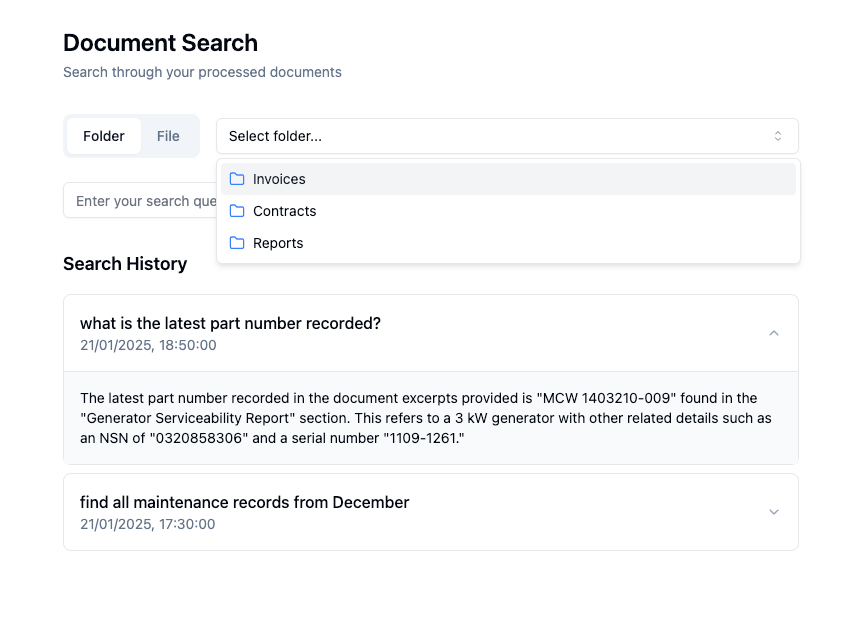 Document Search
Search through your processed documents
Folder
File
Select folder...
Invoices
Contracts
Reports
Enter your search que
Search History
what is the latest part number recorded?
21/01/2025, 18:50:00
The latest part number recorded in the document excerpts provided is "MCW 1403210-009" found in the
"Generator Serviceability Report" section. This refers to a 3 kW generator with other related details such as
an NSN of "0320858306" and a serial number "1109-1261."
find all maintenance records from December
21/01/2025, 17:30:00